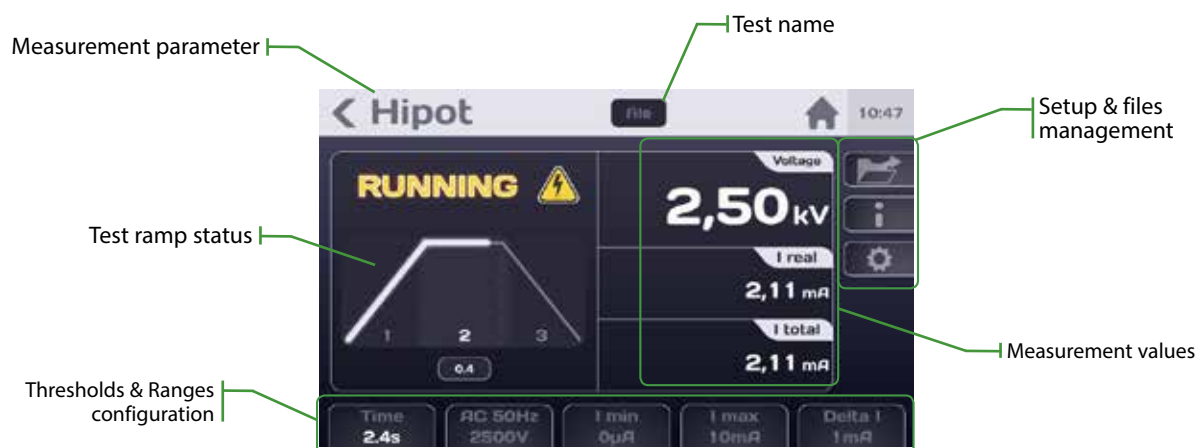 Test name
Measurement parameter
< Hipot
File
10:47
Setup & files
management
RUNNING
Voltage
2,50 kV
Test ramp status
I real
2,11 mA
1 2 3
I total
0.4
2,11 mA
Measurement values
Thresholds & Ranges
configuration
Time
2.4s
AC 50Hz
2500V
I min
0µA
I max
10mA
Delta I
1mA